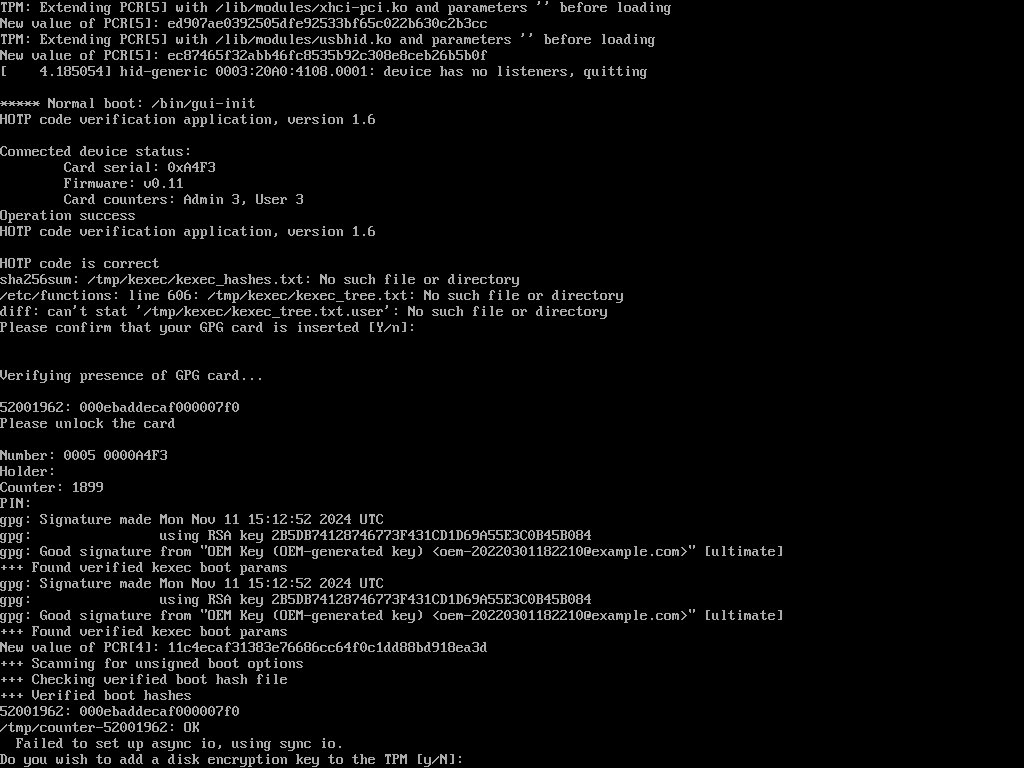 TPM: Extending PCR[5] with /lib/modules/xhci-pci.ko and parameters '' before loading
New value of PCR[5]: ed907ae0392505dfe92533bf65c022b630c2b3cc
TPM: Extending PCR[5] with /lib/modules/usbhid.ko and parameters '' before loading
New value of PCR[5]: ec87465f32abb46fc8535b92c308e8ceb26b5b0f
[    4.185054] hid-generic 0003:20A0:4108.0001: device has no listeners, quitting
***** Normal boot: /bin/gui-init
HOTP code verification application, version 1.6
Connected device status:
Card serial: 0xA4F3
Firmware: v0.11
Card counters: Admin 3, User 3
Operation success
HOTP code verification application, version 1.6
HOTP code is correct
sha256sum: /tmp/kexec/kexec_hashes.txt: No such file or directory
/etc/functions: line 606: /tmp/kexec/kexec_tree.txt: No such file or directory
diff: can't stat '/tmp/kexec/kexec_tree.txt.user': No such file or directory
Please confirm that your GPG card is inserted [Y/n]:
Verifying presence of GPG card...
52001962: 000ebaddecaf000007f0
Please unlock the card
Number: 0005 0000A4F3
Holder:
Counter: 1899
PIN:
gpg: Signature made Mon Nov 11 15:12:52 2024 UTC
gpg:                using RSA key 2B5DB74128746773F431CD1D69A55E3C0B45B084
gpg: Good signature from "OEM Key (OEM-generated key) <oem-20220301182210@example.com>" [ultimate]
+++ Found verified kexec boot params
gpg: Signature made Mon Nov 11 15:12:52 2024 UTC
gpg:                using RSA key 2B5DB74128746773F431CD1D69A55E3C0B45B084
gpg: Good signature from "OEM Key (OEM-generated key) <oem-20220301182210@example.com>" [ultimate]
+++ Found verified kexec boot params
New value of PCR[4]: 11c4ecaf31383e76686cc64f0c1dd88bd918ea3d
+++ Scanning for unsigned boot options
+++ Checking verified boot hash file
+++ Verified boot hashes
52001962: 000ebaddecaf000007f0
/tmp/counter-52001962: OK
Failed to set up async io, using sync io.
Do you wish to add a disk encryption key to the TPM [y/N]: